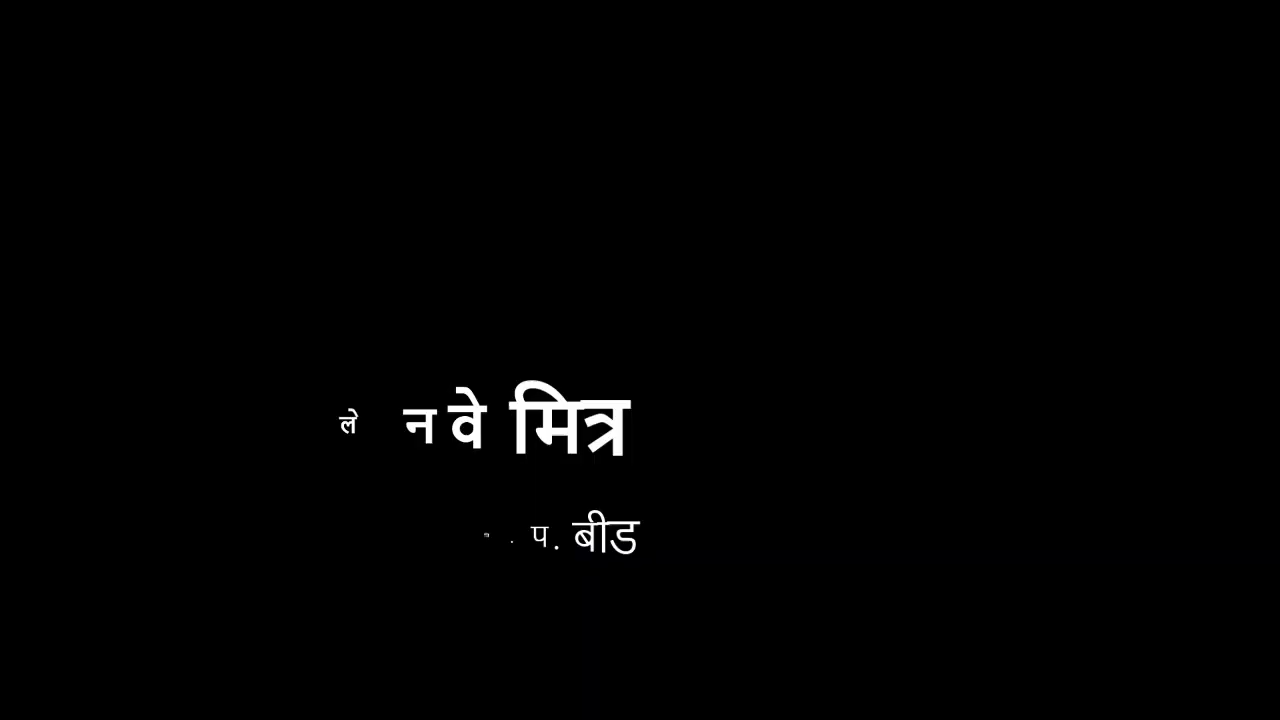 ले नवे मित्र
प. बीड